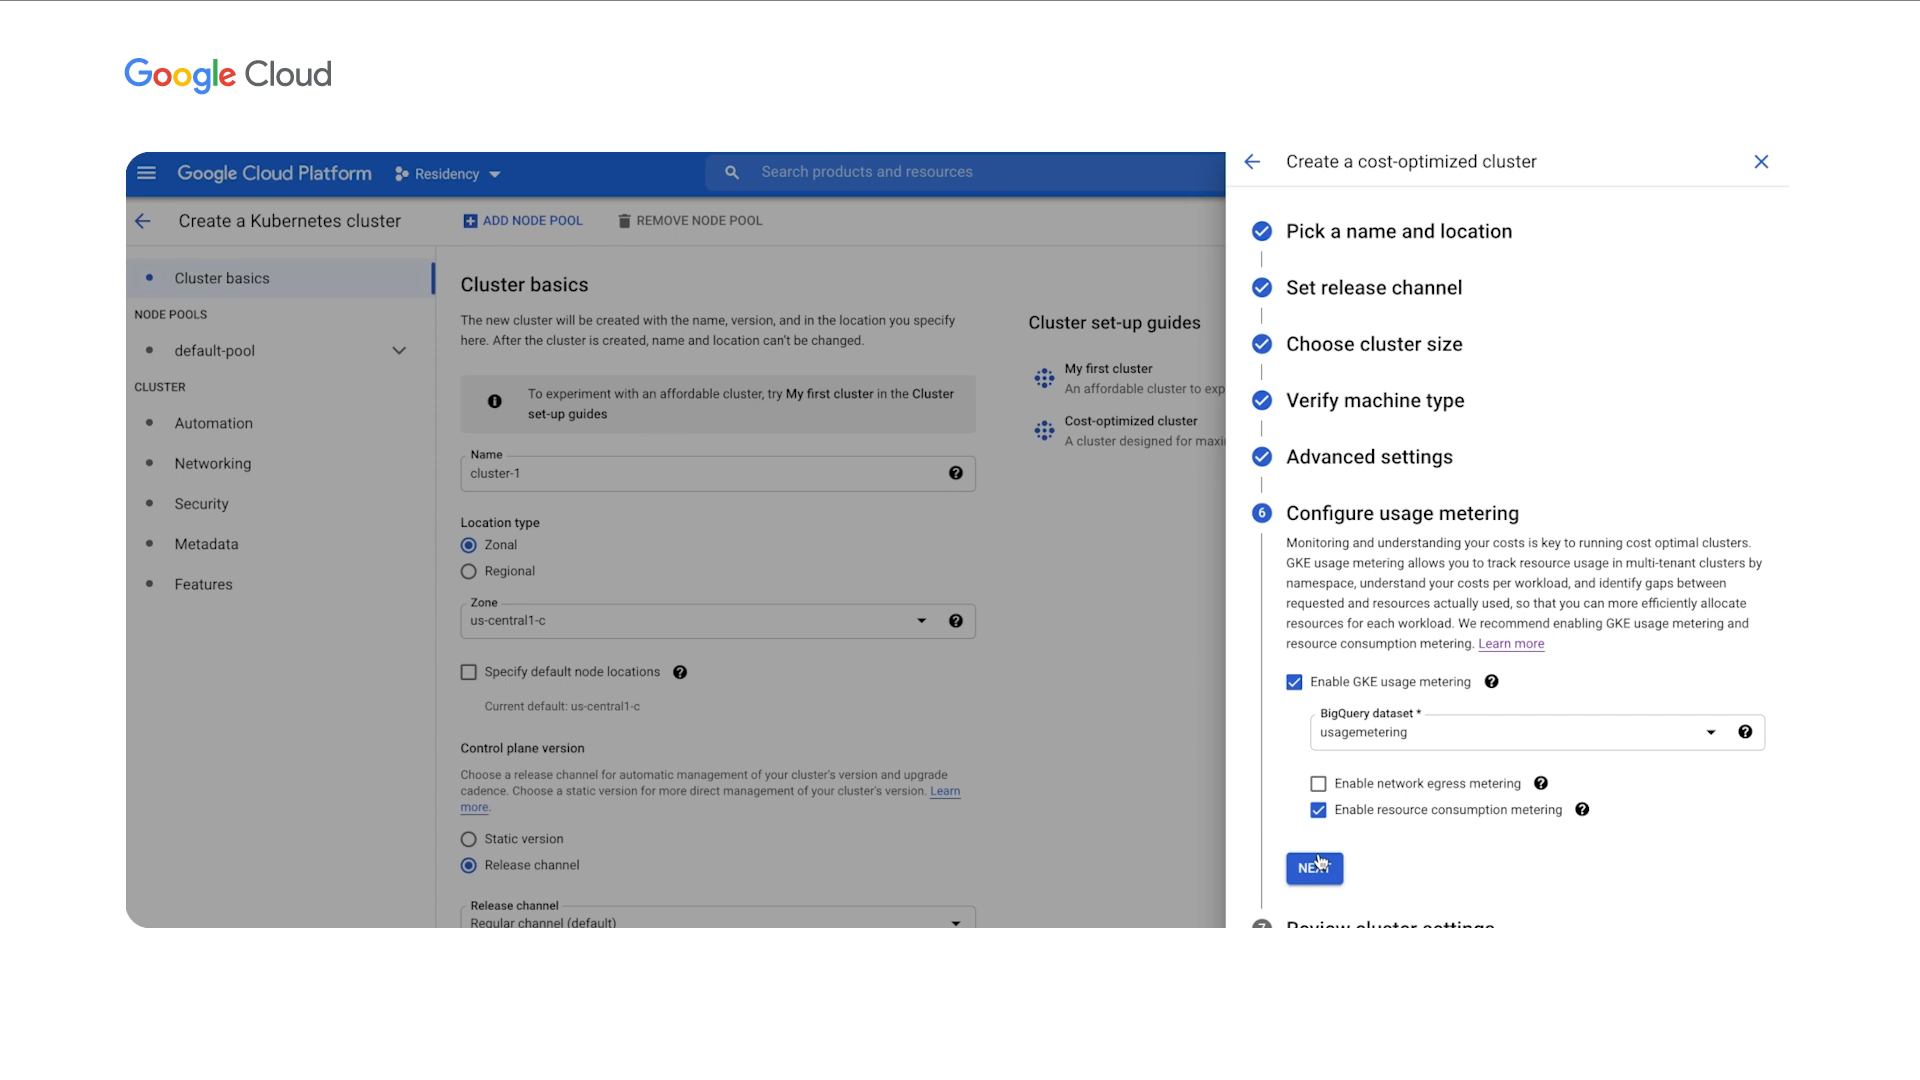 Google Cloud
Google Cloud Platform
Residency
Search products and resources
Create a Kubernetes cluster
ADD NODE POOL
REMOVE NODE POOL
Cluster basics
NODE POOLS
default-pool
CLUSTER
Automation
Networking
Security
Metadata
Features
Cluster basics
The new cluster will be created with the name, version, and in the location you specify
here. After the cluster is created, name and location can't be changed.
To experiment with an affordable cluster, try My first cluster in the Cluster
set-up guides
Name
cluster-1
Location type
Zonal
Regional
Zone
us-central1-c
Specify default node locations
Current default: us-central1-c
Control plane version
Choose a release channel for automatic management of your cluster's version and upgrade
cadence. Choose a static version for more direct management of your cluster's version. Learn
more.
Static version
Release channel
Release channel
Regular channel (default)
Cluster set-up guides
My first cluster
An affordable cluster to exp
Cost-optimized cluster
A cluster designed for maxi
Create a cost-optimized cluster
Pick a name and location
Set release channel
Choose cluster size
Verify machine type
Advanced settings
6 Configure usage metering
Monitoring and understanding your costs is key to running cost optimal clusters.
GKE usage metering allows you to track resource usage in multi-tenant clusters by
namespace, understand your costs per workload, and identify gaps between
requested and resources actually used, so that you can more efficiently allocate
resources for each workload. We recommend enabling GKE usage metering and
resource consumption metering. Learn more
Enable GKE usage metering
BigQuery dataset *
usagemetering
Enable network egress metering
Enable resource consumption metering
NEXT
7 Review cluster settings